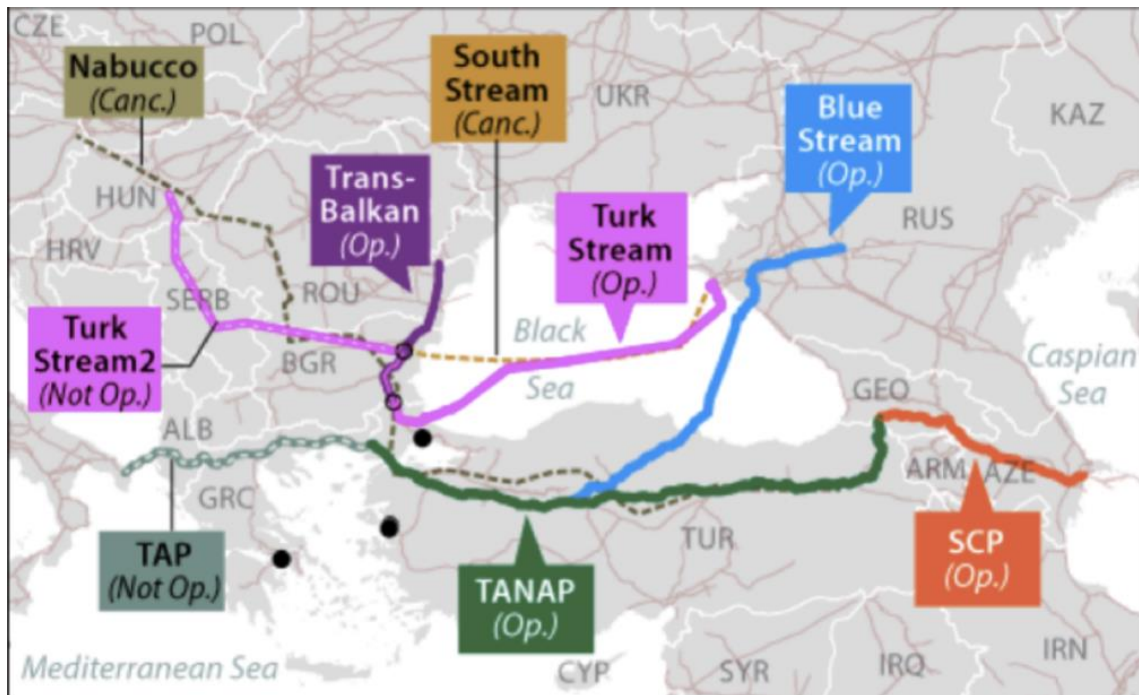 CZE
POL
Nabucco
(Canc.)
South
Stream
(Canc.)
UKR
Blue
Stream
(Op.)
KAZ
HUN
Trans-
Balkan
(Op.)
Turk
Stream
(Op.)
RUS
HRV
SERB
ROU
Turk
Stream2
(Not Op.)
BGR
Black
Sea
Caspian
Sea
GEO
ALB
GRC
ARM
AZE
TAP
(Not Op.)
TANAP
(Op.)
TUR
SCP
(Op.)
Mediterranean Sea
CYP
SYR
IRQ
IRN